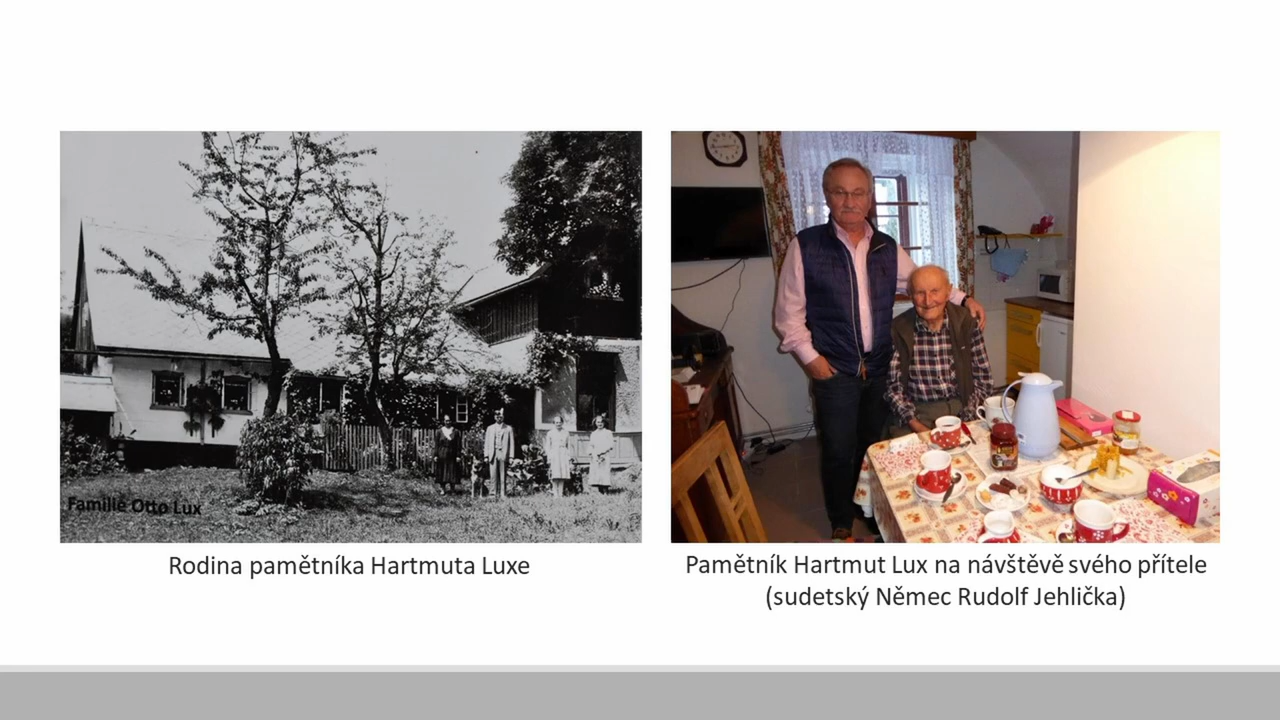 Familie Otto Lux
Rodina pamětníka Hartmuta Luxe
Pamětník Hartmut Lux na návštěvě svého přítele
(sudetský Němec Rudolf Jehlička)